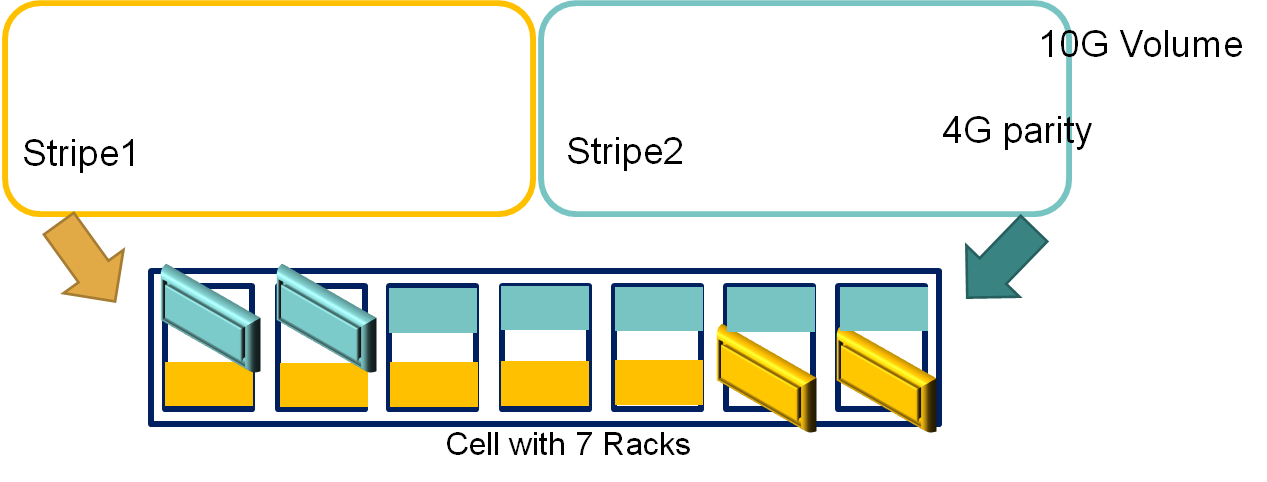 10G Volume
4G parity
Stripe1
Stripe2
Cell with 7 Racks